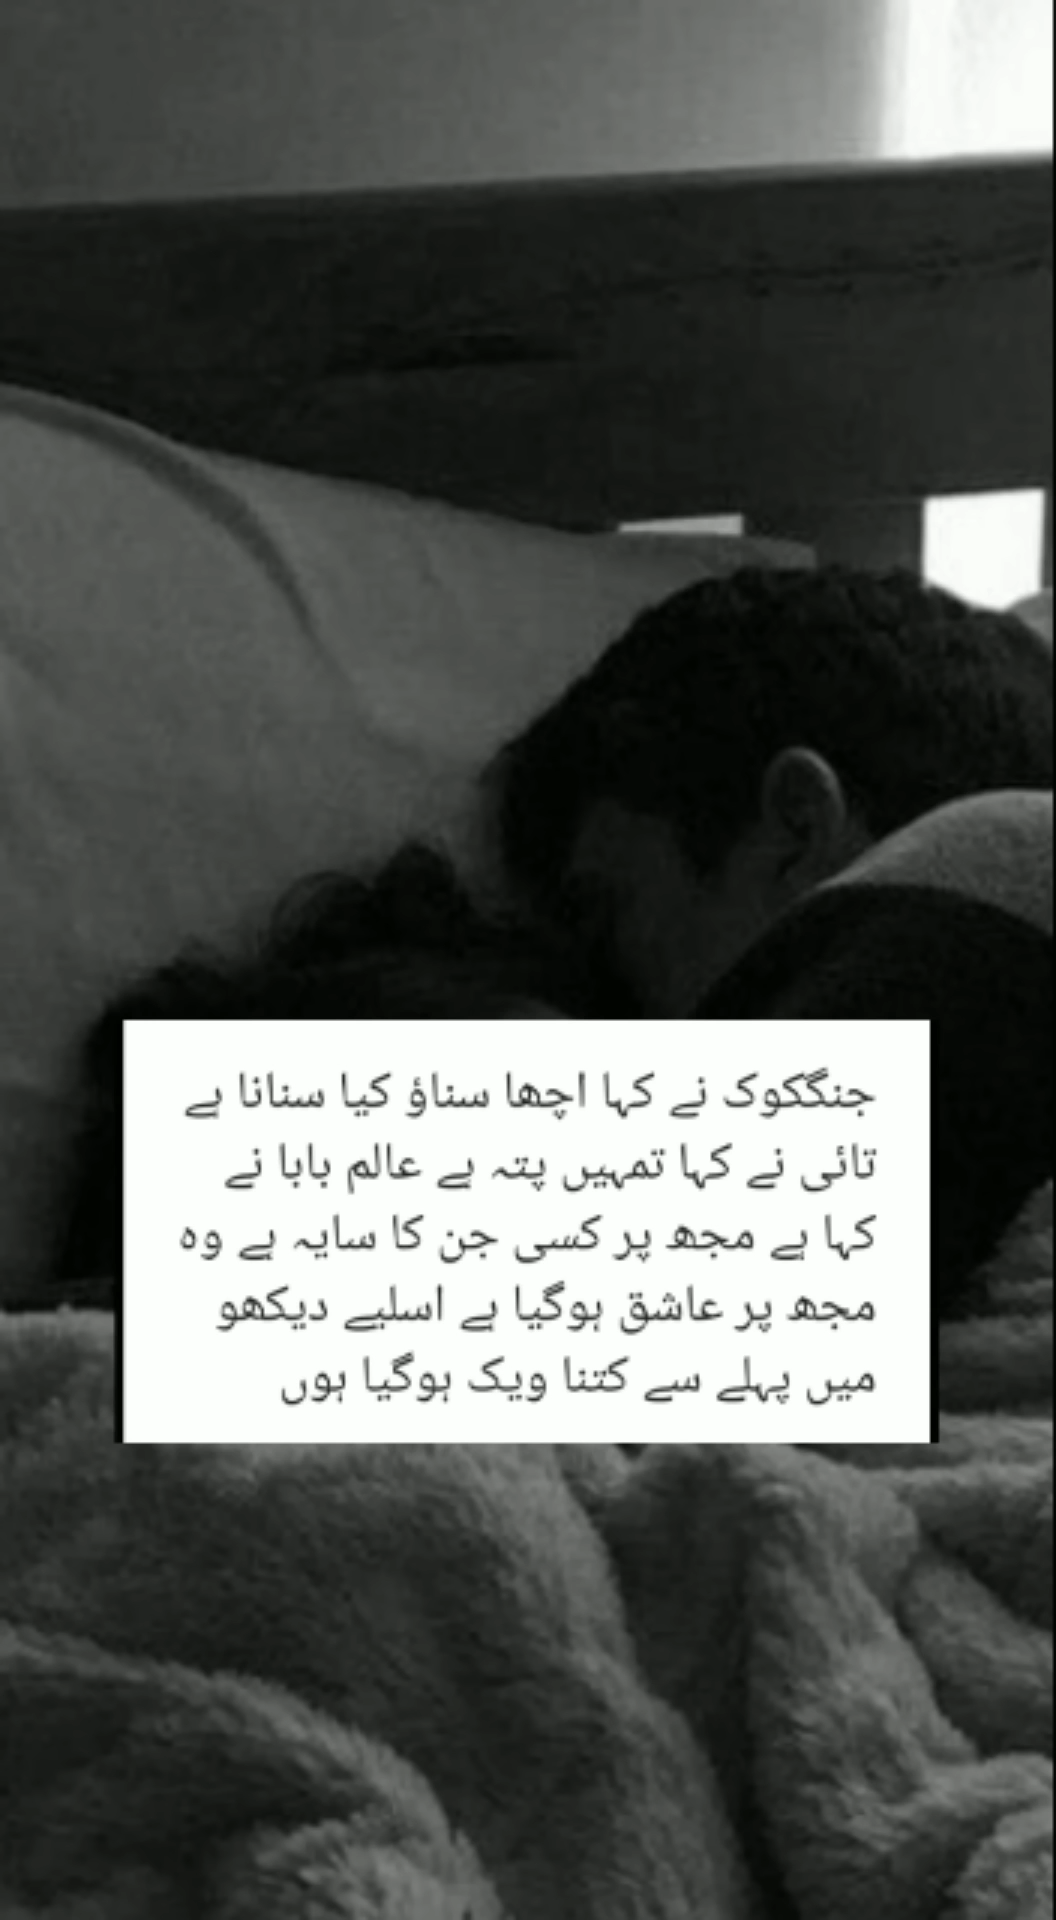 جنگکوک نے کہا اچھا سناؤ کیا سنانا ہے
تائی نے کہا تمہیں پتہ ہے عالم بابا نے
کہا ہے مجھ پر کسی جن کا سایہ ہے وہ
مجھ پر عاشق ہوگیا ہے اسلیے دیکھو
میں پہلے سے کتنا ویک ہوگیا ہوں